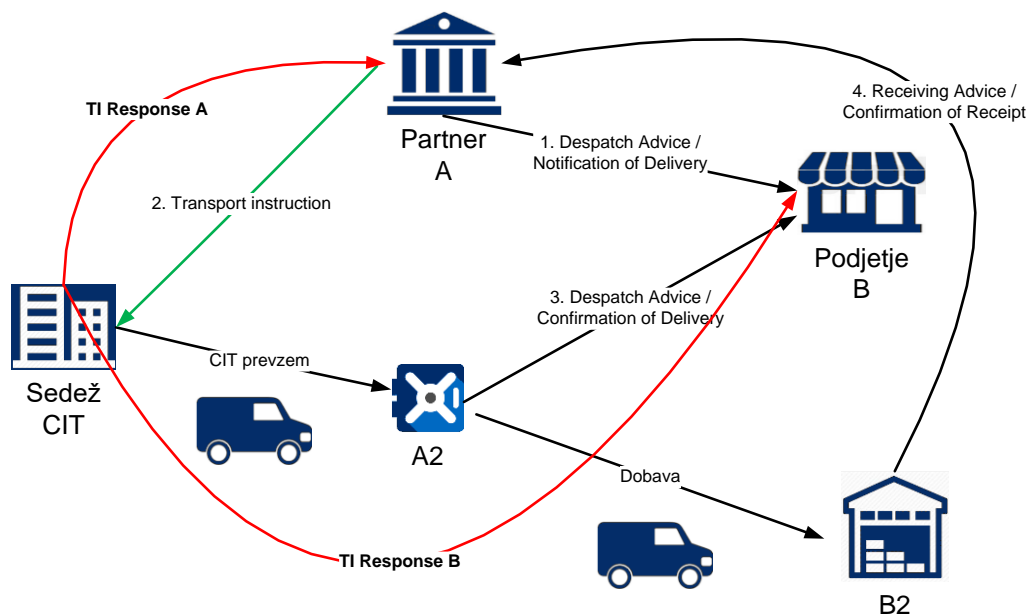 TI Response A
Partner
A
4. Receiving Advice /
Confirmation of Receipt
1. Despatch Advice /
Notification of Delivery
2. Transport instruction
Podjetje
B
3. Despatch Advice /
Confirmation of Delivery
CIT prevzem
Sedež
CIT
A2
Dobava
TI Response B
B2